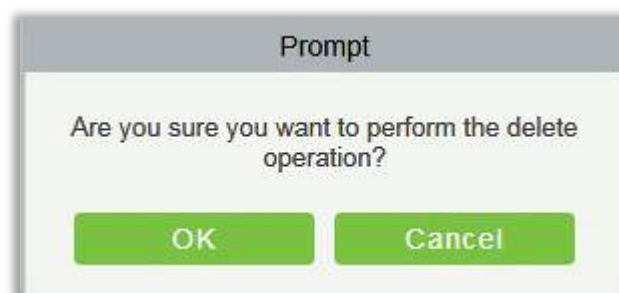 Prompt
Are you sure you want to perform the delete
operation?
OK
Cancel